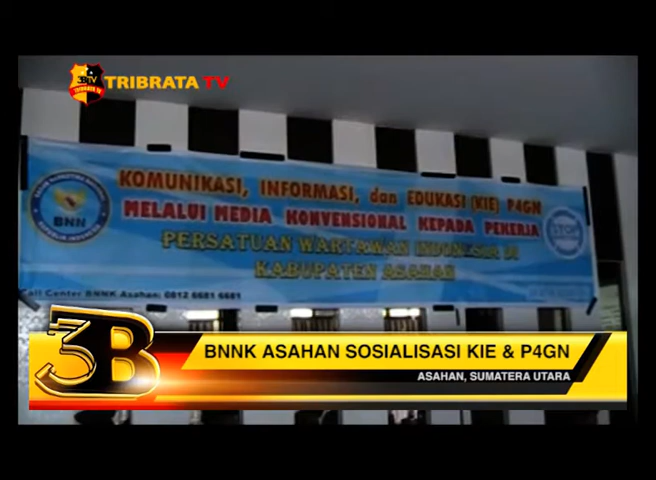 TRIBRATA TV
KOMUNIKASI, INFORMASI, dan EDUKASI (KIE) P4GN
MELALUI MEDIA KONVENSIONAL KEPADA PEKERJA
PERSATUAN WARTAWAN INDONESIA DI
KABUPATEN ASAHAN
BNN
STOP
Call Center BNNK Asahan: 0812 6681 6681
3B
BNNK ASAHAN SOSIALISASI KIE & P4GN
ASAHAN, SUMATERA UTARA